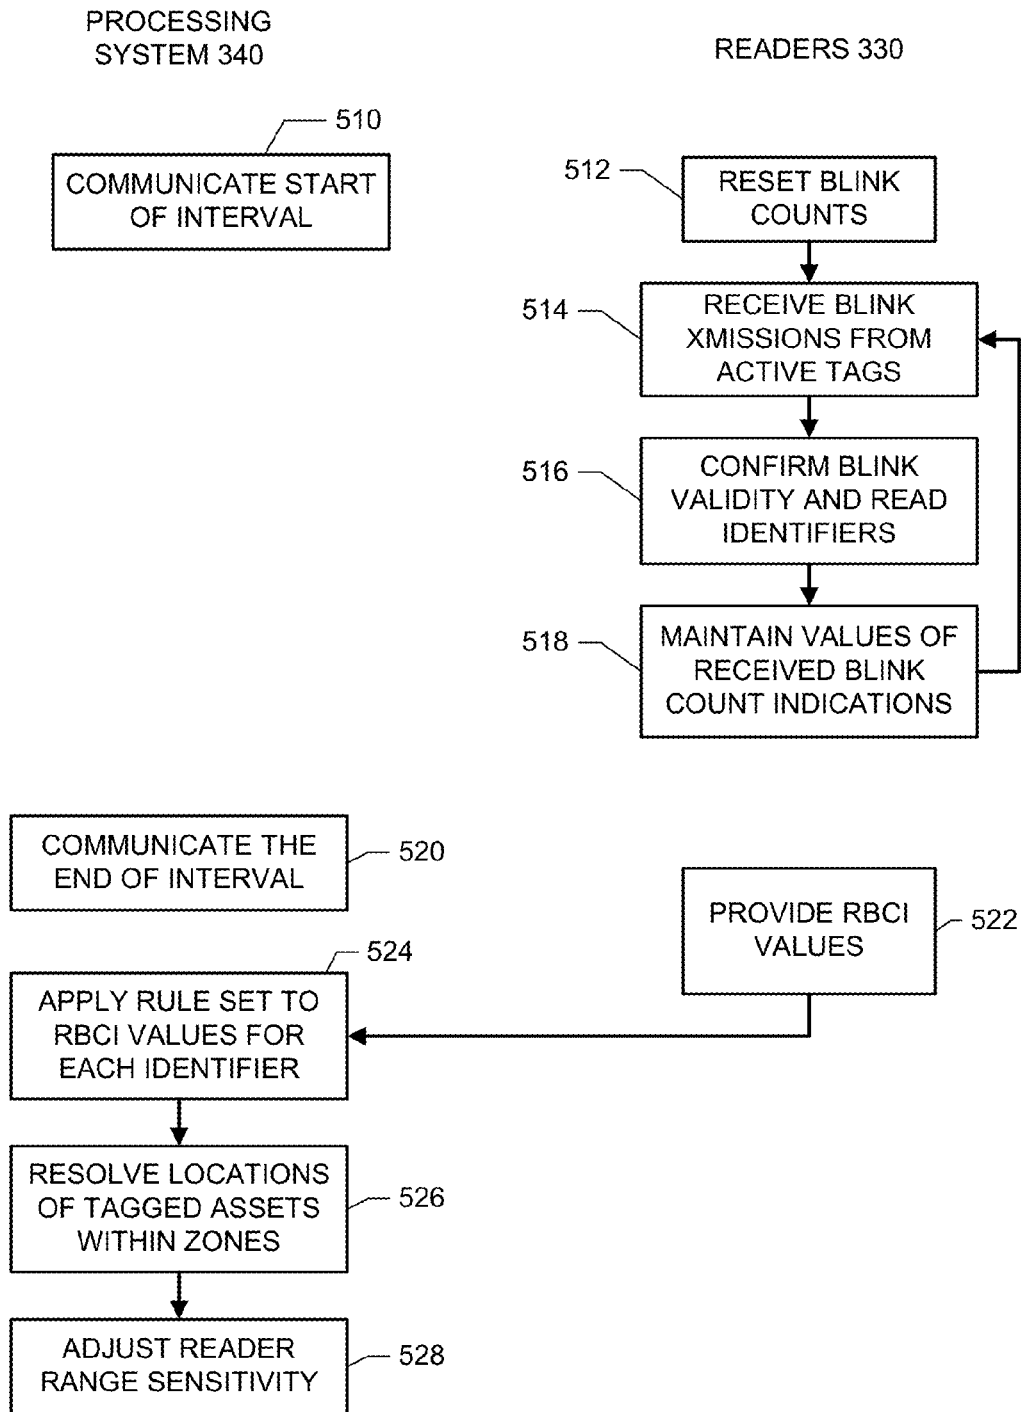 PROCESSING
SYSTEM 340
READERS 330
510
COMMUNICATE START
OF INTERVAL
512
RESET BLINK
COUNTS
514
RECEIVE BLINK
XMISSIONS FROM
ACTIVE TAGS
516
CONFIRM BLINK
VALIDITY AND READ
IDENTIFIERS
518
MAINTAIN VALUES OF
RECEIVED BLINK
COUNT INDICATIONS
COMMUNICATE THE
END OF INTERVAL
520
PROVIDE RBCI
VALUES
522
524
APPLY RULE SET TO
RBCI VALUES FOR
EACH IDENTIFIER
RESOLVE LOCATIONS
OF TAGGED ASSETS
WITHIN ZONES
526
ADJUST READER
RANGE SENSITIVITY
528